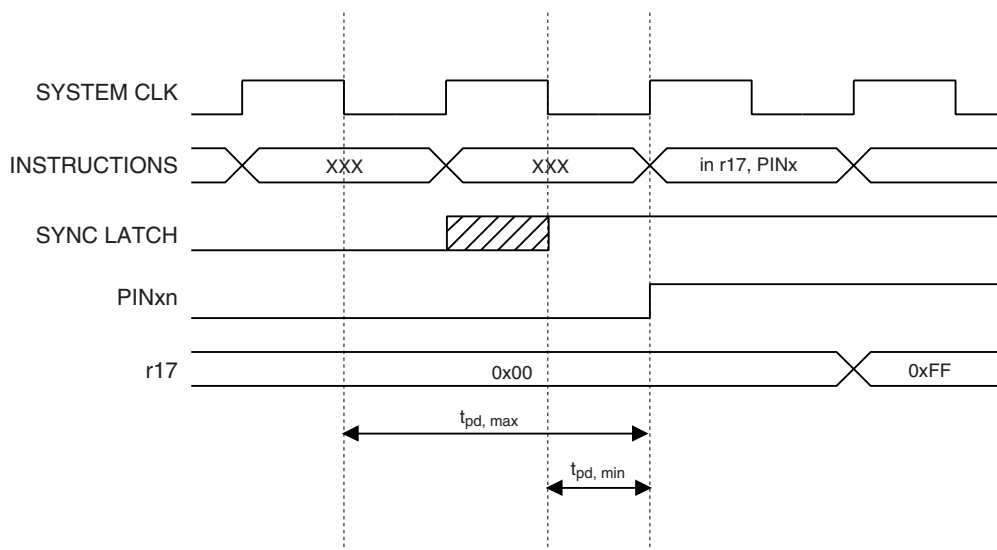 SYSTEM CLK
INSTRUCTIONS
XXX
XXX
in r17, PINx
SYNC LATCH
PINxn
r17
0x00
0xFF
tpd, max
tpd, min